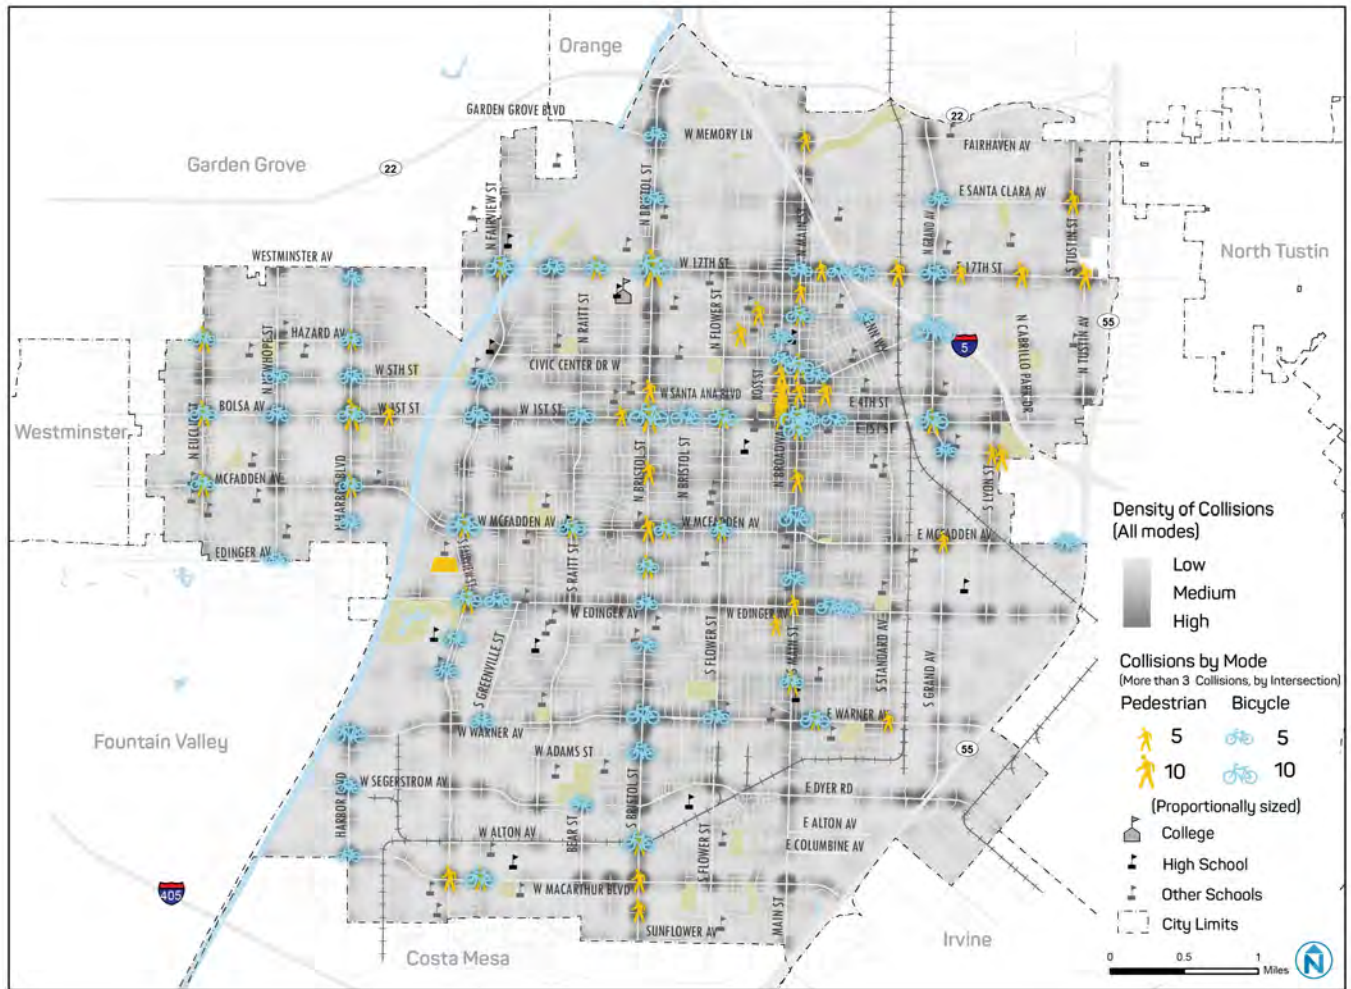 Orange
GARDEN GROVE BLVD
22
W MEMORY LN
FAIRHAVEN AV
Garden Grove
22
E SANTA CLARA AV
N FAIRVIEW ST
N BRISTOL ST
N MAIN ST
N GRAND AV
S TUSTIN ST
North Tustin
WESTMINSTER AV
W 17TH ST
E 17TH ST
N RAITT ST
N FLOWER ST
55
HAZARD AV
5
N CABRILLO PARK DR
N TUSTIN AV
CIVIC CENTER DR W
W 5TH ST
ROSS ST
W SANTA ANA BLVD
E 4TH ST
BOLSA AV
W 1ST ST
W 1ST ST
E 1ST ST
Westminster
N BRISTOL ST
N BRISTOL ST
S LYON ST
MCFADDEN AV
N HARBOR BLVD
W MCFADDEN AV
W MCFADDEN AV
E MCFADDEN AV
EDINGER AV
S RAITT ST
W EDINGER AV
W EDINGER AV
S GREENVILLE ST
S FLOWER ST
MAIN ST
S STANDARD AV
S GRAND AV
Fountain Valley
W WARNER AV
E WARNER AV
W ADAMS ST
55
W SEGERSTROM AV
E DYER RD
HARBOR BLVD
S BRISTOL ST
BEAR ST
W ALTON AV
S FLOWER ST
E ALTON AV
E COLUMBINE AV
405
W MACARTHUR BLVD
MAIN ST
SUNFLOWER AV
Costa Mesa
Irvine
Density of Collisions
(All modes)
Low
Medium
High
Collisions by Mode
(More than 3 Collisions, by Intersection)
Pedestrian Bicycle
5 5
10 10
(Proportionally sized)
College
High School
Other Schools
City Limits
0 0.5 1 Miles
N